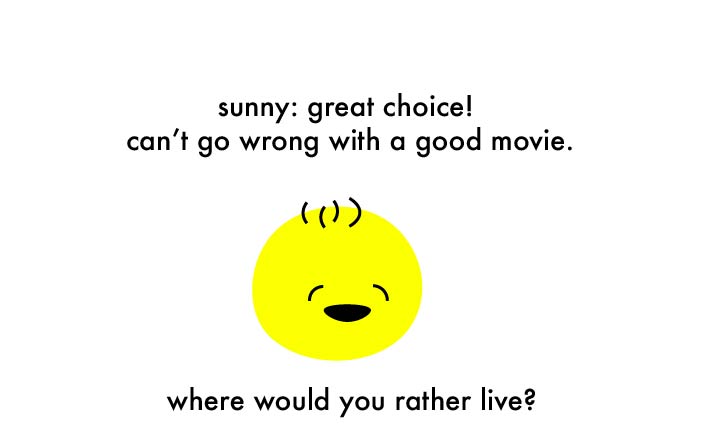 sunny: great choice!
can’t go wrong with a good movie.
where would you rather live?